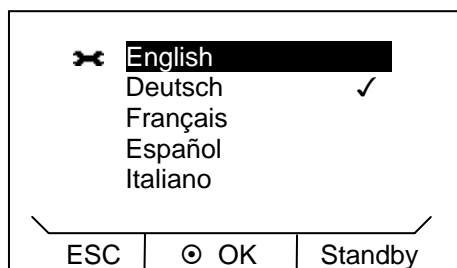 English
Deutsch ✓
Français
Español
Italiano
ESC ⊙ OK Standby